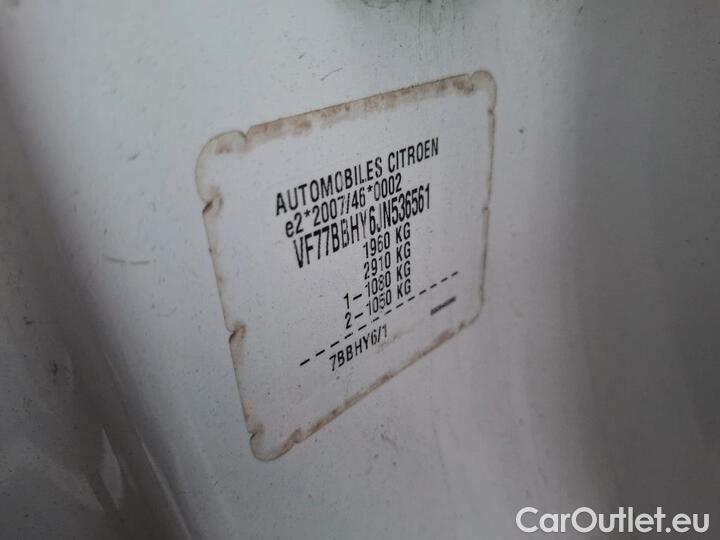 AUTOMOBILES CITROEN
e2*2007/46*0002
VF77BBHY6JN536561
1960 KG
2910 KG
1-1080 KG
2-1050 KG
7BBHY6/1
CarOutlet.eu